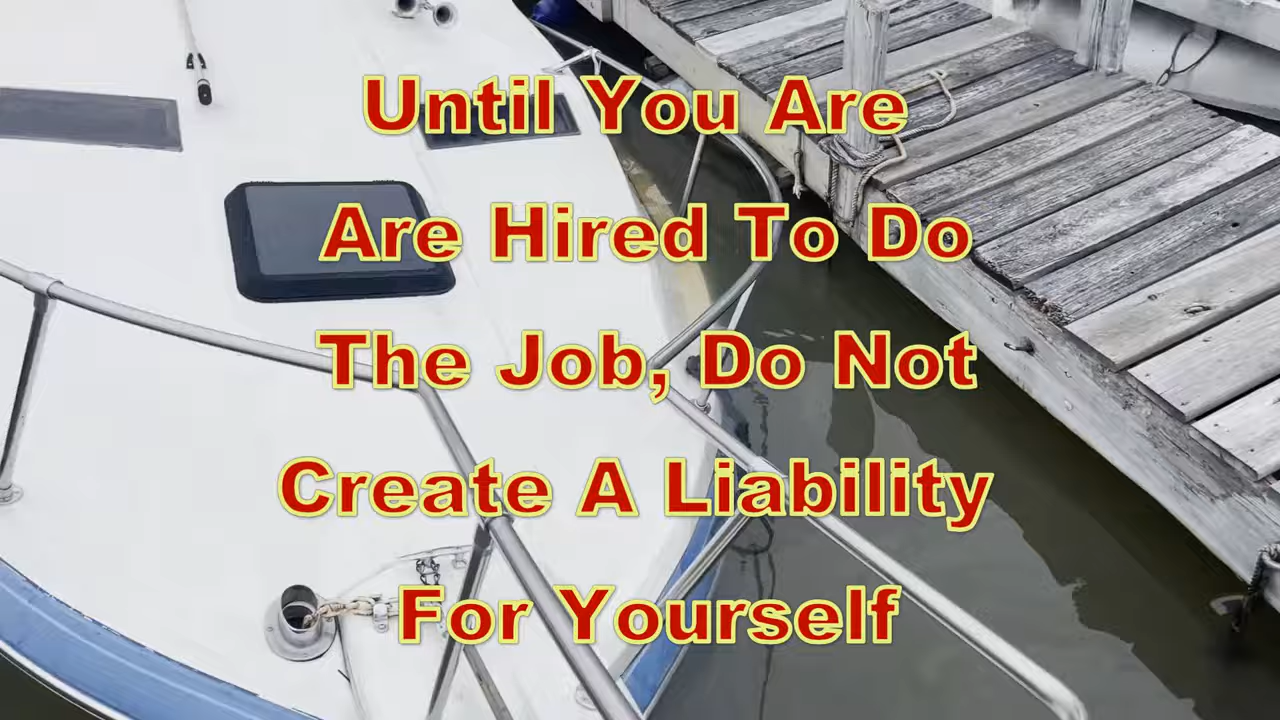 Until You Are
Are Hired To Do
The Job, Do Not
Create A Liability
For Yourself